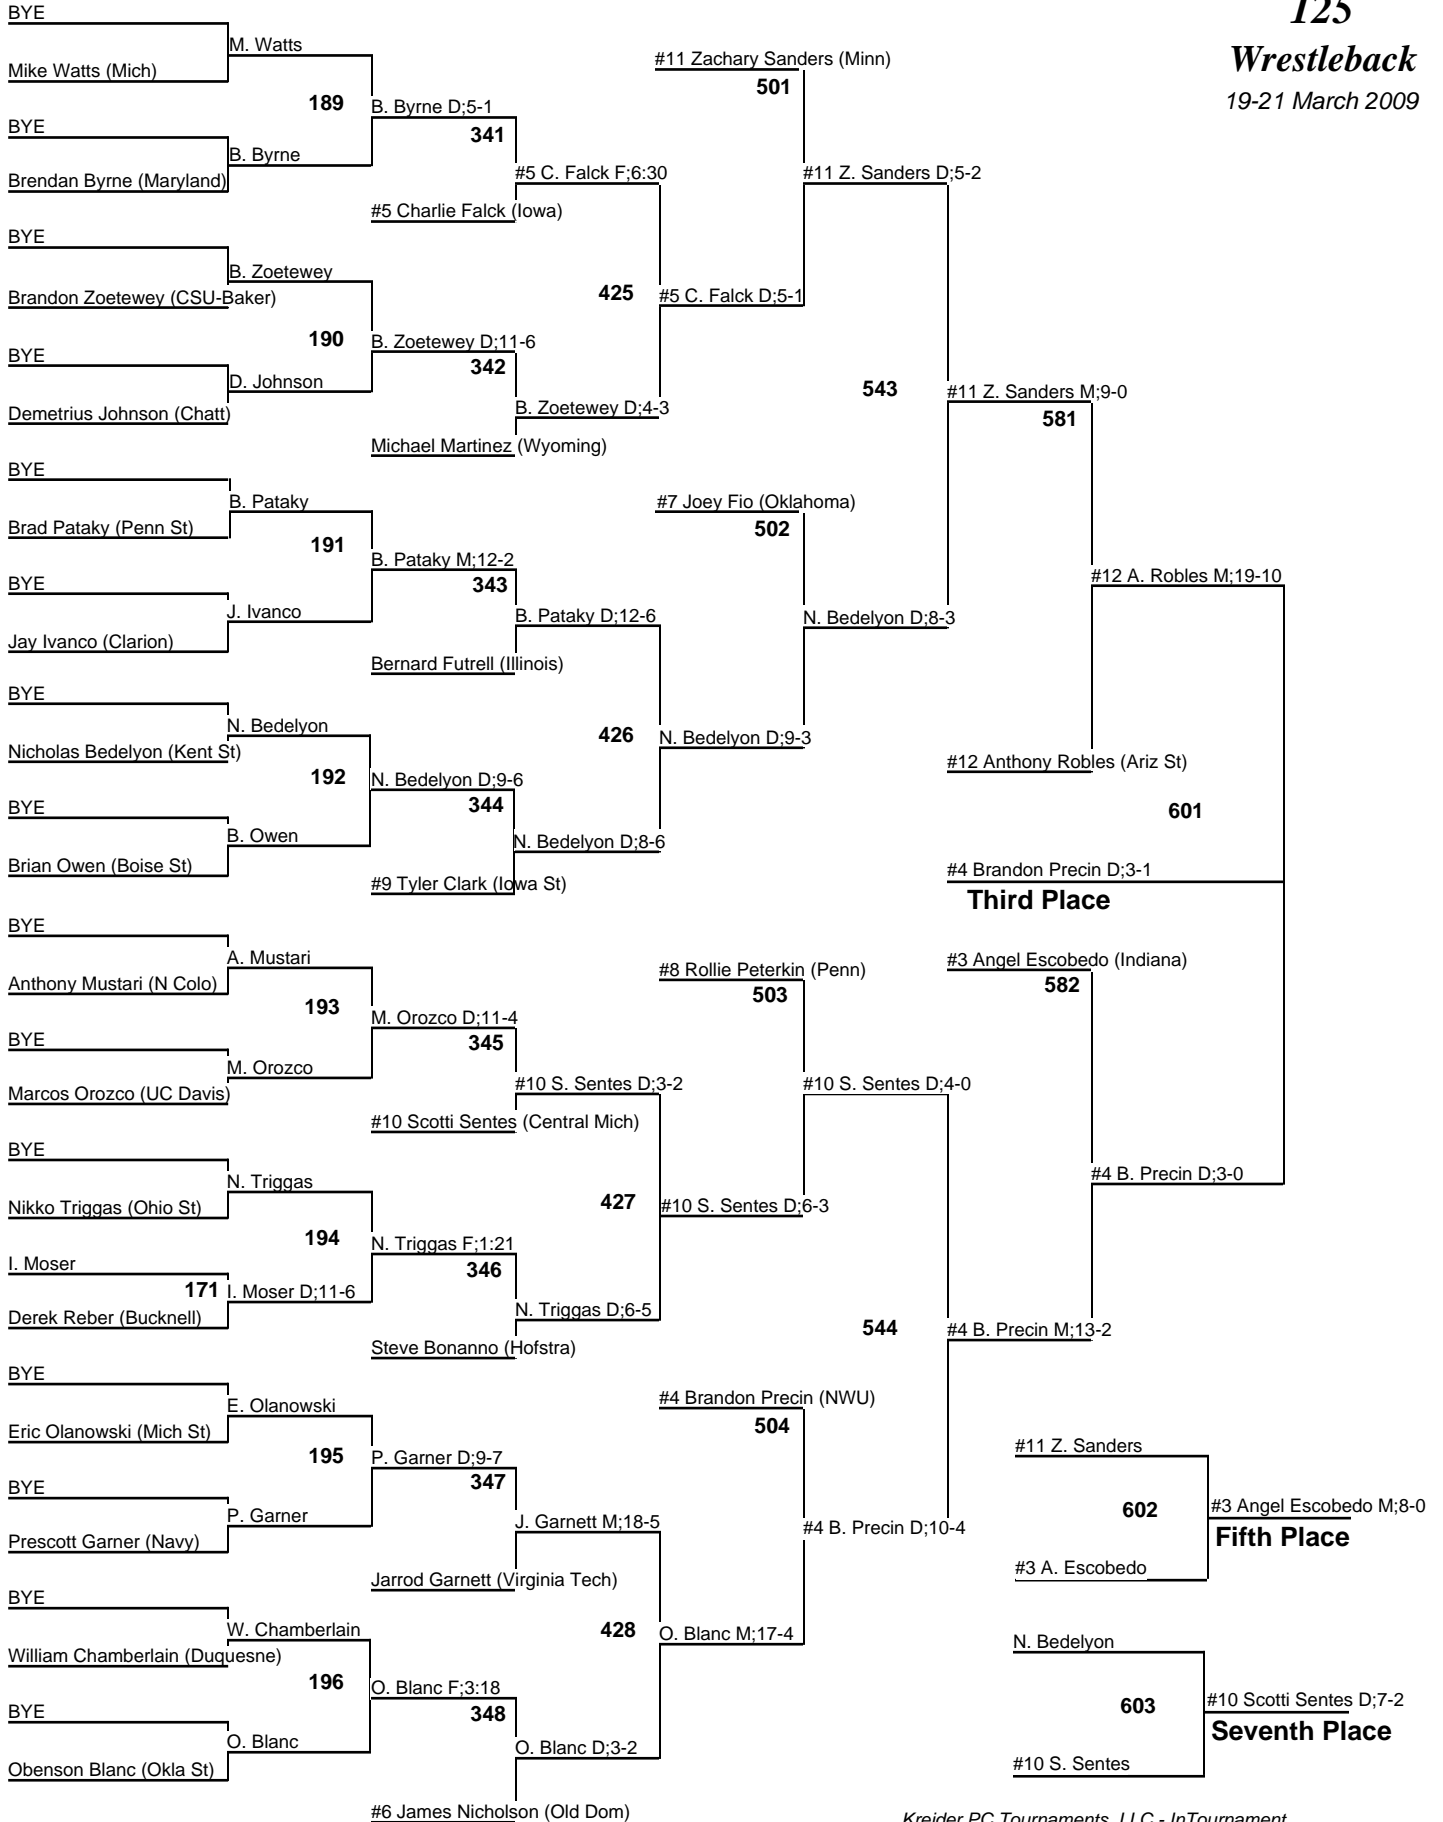 125
Wrestleback
19-21 March 2009
BYE
M. Watts
Mike Watts (Mich)
189
B. Byrne D;5-1
BYE
B. Byrne
Brendan Byrne (Maryland)
341
#5 C. Falck F;6:30
#5 Charlie Falck (Iowa)
BYE
B. Zoetewey
Brandon Zoetewey (CSU-Baker)
190
B. Zoetewey D;11-6
BYE
D. Johnson
Demetrius Johnson (Chatt)
342
B. Zoetewey D;4-3
Michael Martinez (Wyoming)
425
#5 C. Falck D;5-1
#11 Zachary Sanders (Minn)
501
#11 Z. Sanders D;5-2
BYE
B. Pataky
Brad Pataky (Penn St)
191
B. Pataky M;12-2
BYE
J. Ivanco
Jay Ivanco (Clarion)
343
B. Pataky D;12-6
Bernard Futrell (Illinois)
BYE
N. Bedelyon
Nicholas Bedelyon (Kent St)
192
N. Bedelyon D;9-6
BYE
B. Owen
Brian Owen (Boise St)
344
N. Bedelyon D;8-6
#9 Tyler Clark (Iowa St)
426
N. Bedelyon D;9-3
#7 Joey Fio (Oklahoma)
502
N. Bedelyon D;8-3
543
#11 Z. Sanders M;9-0
581
#12 A. Robles M;19-10
#12 Anthony Robles (Ariz St)
601
#4 Brandon Precin D;3-1
Third Place
BYE
A. Mustari
Anthony Mustari (N Colo)
193
M. Orozco D;11-4
BYE
M. Orozco
Marcos Orozco (UC Davis)
345
#10 S. Sentes D;3-2
#10 Scotti Sentes (Central Mich)
BYE
N. Triggas
Nikko Triggas (Ohio St)
194
N. Triggas F;1:21
I. Moser
171
I. Moser D;11-6
Derek Reber (Bucknell)
346
N. Triggas D;6-5
Steve Bonanno (Hofstra)
427
#10 S. Sentes D;6-3
#8 Rollie Peterkin (Penn)
503
#10 S. Sentes D;4-0
BYE
E. Olanowski
Eric Olanowski (Mich St)
195
P. Garner D;9-7
BYE
P. Garner
Prescott Garner (Navy)
347
J. Garnett M;18-5
Jarrod Garnett (Virginia Tech)
BYE
W. Chamberlain
William Chamberlain (Duquesne)
196
O. Blanc F;3:18
BYE
O. Blanc
Obenson Blanc (Okla St)
348
O. Blanc D;3-2
#6 James Nicholson (Old Dom)
428
O. Blanc M;17-4
#4 Brandon Precin (NWU)
504
#4 B. Precin D;10-4
544
#4 B. Precin M;13-2
#3 Angel Escobedo (Indiana)
582
#4 B. Precin D;3-0
#11 Z. Sanders
602
#3 Angel Escobedo M;8-0
Fifth Place
#3 A. Escobedo
N. Bedelyon
603
#10 Scotti Sentes D;7-2
Seventh Place
#10 S. Sentes
Kreider PC Tournaments, LLC - InTournament